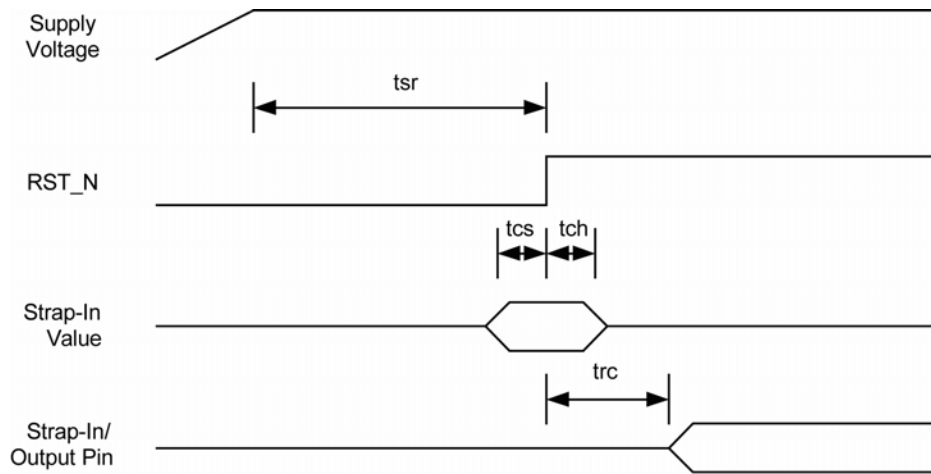 Supply
Voltage
tsr
RST_N
tcs
tch
Strap-In
Value
trc
Strap-In/
Output Pin